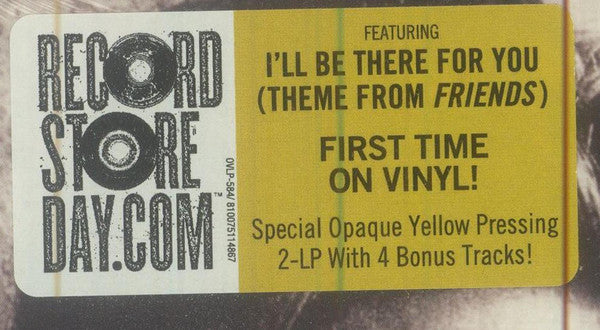 RECORD
STORE
DAY.COM™
OVLP-584/ 810075114867
FEATURING
I'LL BE THERE FOR YOU
(THEME FROM FRIENDS)
FIRST TIME
ON VINYL!
Special Opaque Yellow Pressing
2-LP With 4 Bonus Tracks!